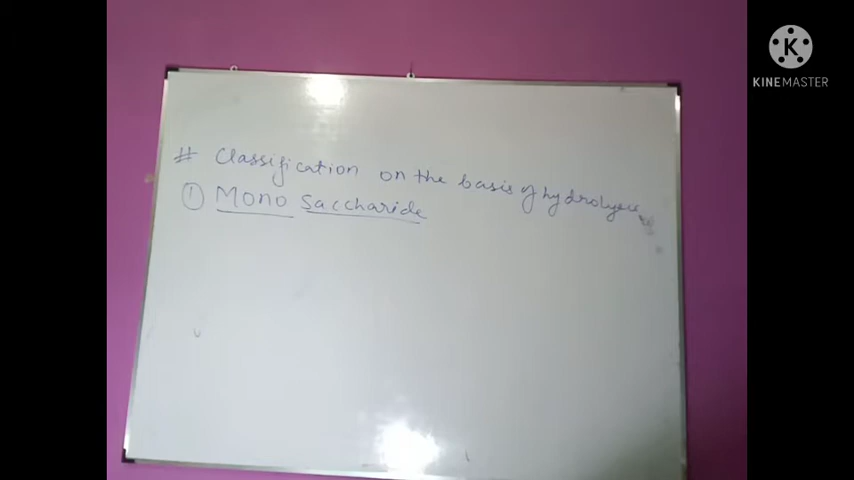 # Classification on the basis of hydrolysis
① Mono Saccharide
KINEMASTER